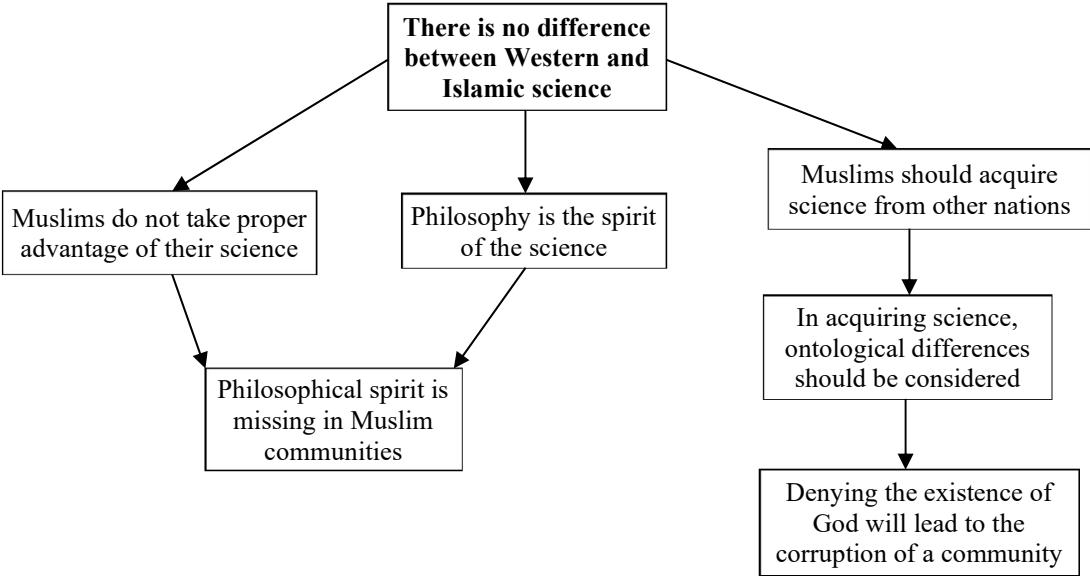 There is no difference
between Western and
Islamic science
Muslims do not take proper
advantage of their science
Philosophy is the spirit
of the science
Muslims should acquire
science from other nations
In acquiring science,
ontological differences
should be considered
Philosophical spirit is
missing in Muslim
communities
Denying the existence of
God will lead to the
corruption of a community